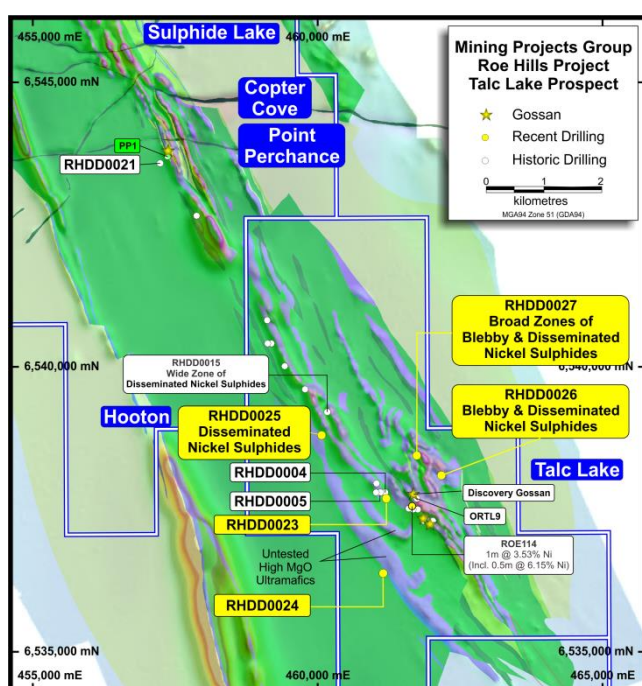 455,000 mE
Sulphide Lake
460,000 mE
6,545,000 mN
Copter
Cove
Point
Perchance
PP1
RHDD0021
Mining Projects Group
Roe Hills Project
Talc Lake Prospect
Gossan
Recent Drilling
Historic Drilling
0 1 2
kilometres
MGA94 Zone 51 (GDA94)
RHDD0027
Broad Zones of
Blebby & Disseminated
Nickel Sulphides
6,540,000 mN
6,540,000 mN
RHDD0015
Wide Zone of
Disseminated Nickel Sulphides
RHDD0026
Blebby & Disseminated
Nickel Sulphides
Hooton
RHDD0025
Disseminated
Nickel Sulphides
Talc Lake
RHDD0004
Discovery Gossan
RHDD0005
ORTL9
RHDD0023
ROE114
1m @ 3.53% Ni
(Incl. 0.5m @ 6.15% Ni)
Untested
High MgO
Ultramafics
RHDD0024
6,535,000 mN
6,535,000 mN
455,000 mE
460,000 mE
465,000 mE